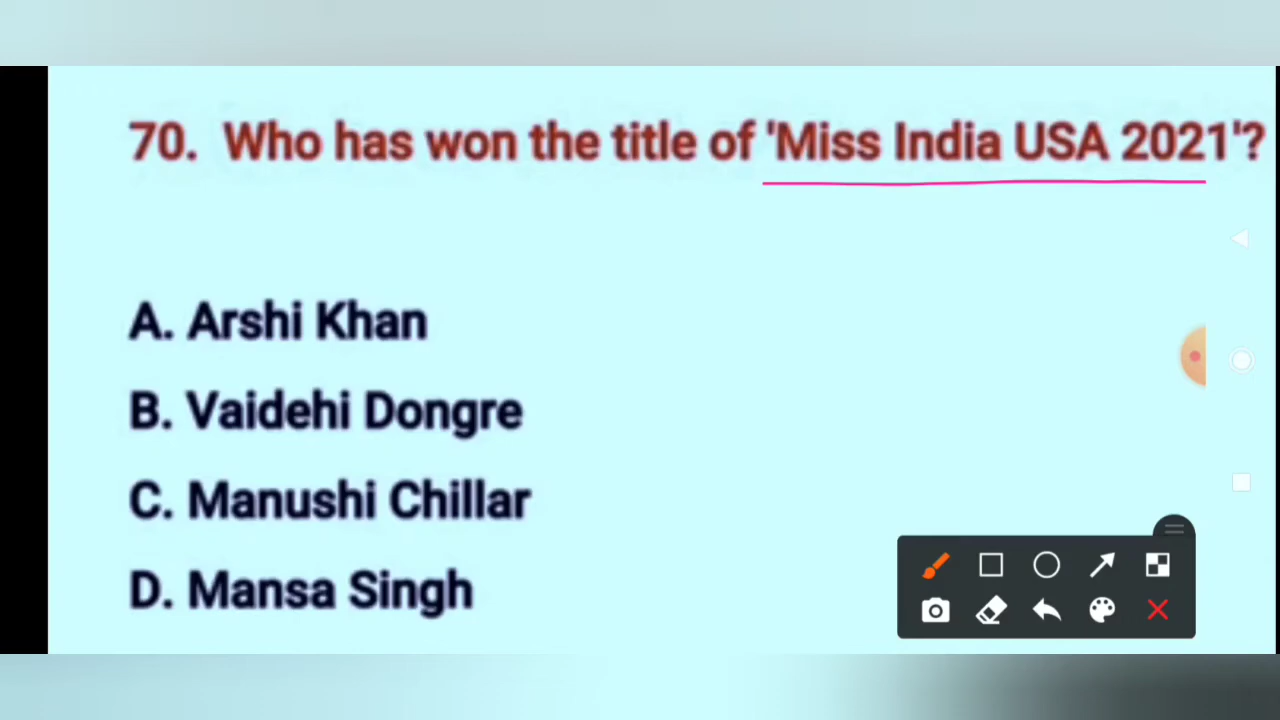 70. Who has won the title of 'Miss India USA 2021'?
A. Arshi Khan
B. Vaidehi Dongre
C. Manushi Chillar
D. Mansa Singh